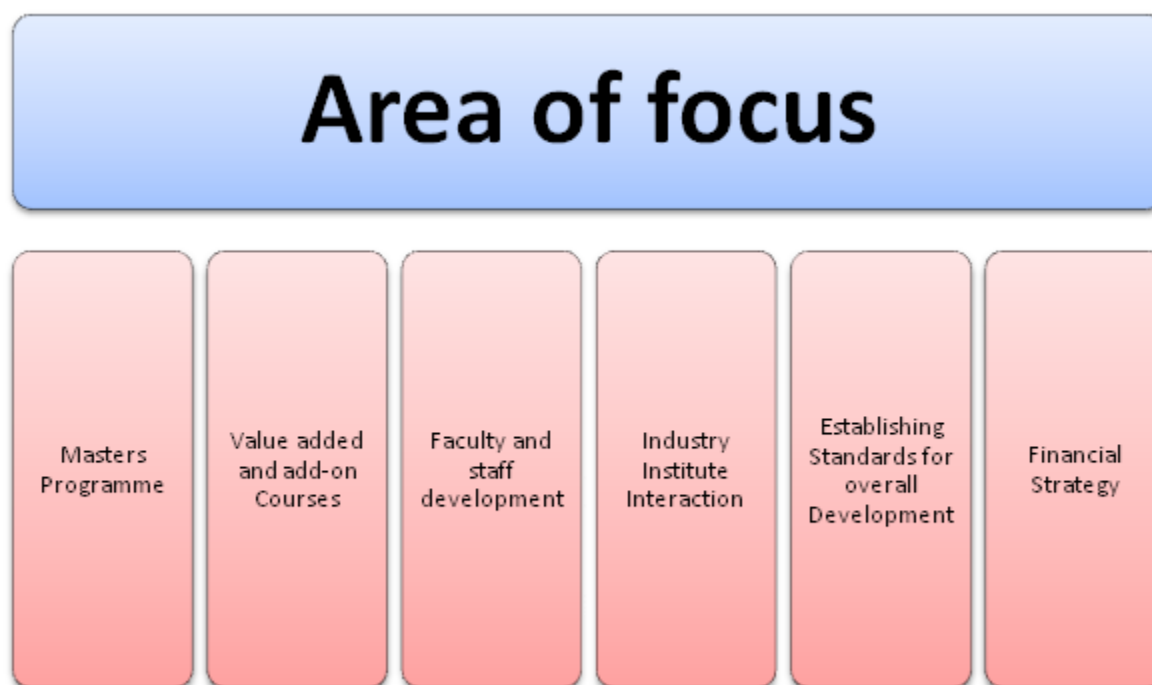 Area of focus
Masters
Programme
Value added
and add-on
Courses
Faculty and
staff
development
Industry
Institute
Interaction
Establishing
Standards for
overall
Development
Financial
Strategy